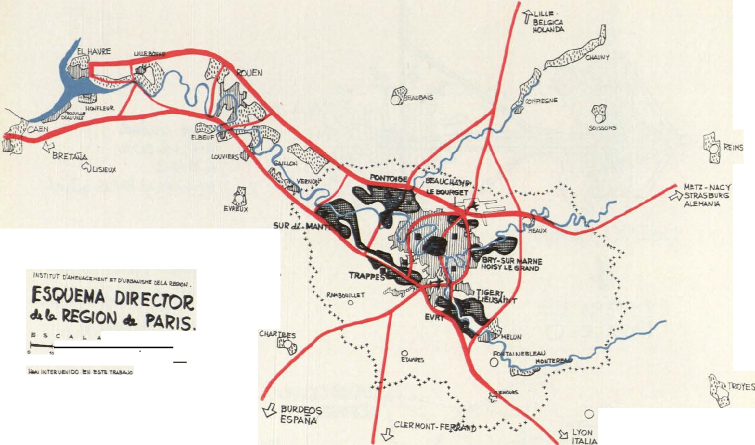 LILLE-
BELGICA
HOLANDA
EL HAVRE
LILLEBONNE
ROUEN
CHAUNY
BEAUBAIS
COMPIEGNE
HONFLEUR
SOISSONS
CAEN
ELBEUF
REIMS
BRETAÑA
LISIEUX
LOUVIERS
GAILLON
VERNON
PONTOISE
BEAUCHAMP
LE BOURGET
METZ-NACY
STRASBURG
ALEMANIA
EVREUX
MEAUX
SUR de MANTES
BRY-SUR MARNE
NOISY LE GRAND
TRAPPES
INSTITUT D'AMENAGEMENT ET D'URBALISME DE LA REGION.
ESQUEMA DIRECTOR
de la REGION de PARIS.
ESCALA
HAN INTERVENIDO EN ESTE TRABAJO
RAMBOUILLET
TIGERY
LIEUSAINT
EVRY
CHARTRES
MELUN
ETAMPES
FONTAINEBLEAU
MONTEREAU
TROYES
NEMOURS
BURDEOS
ESPAÑA
CLERMONT-FERRAND
LYON
ITALIA